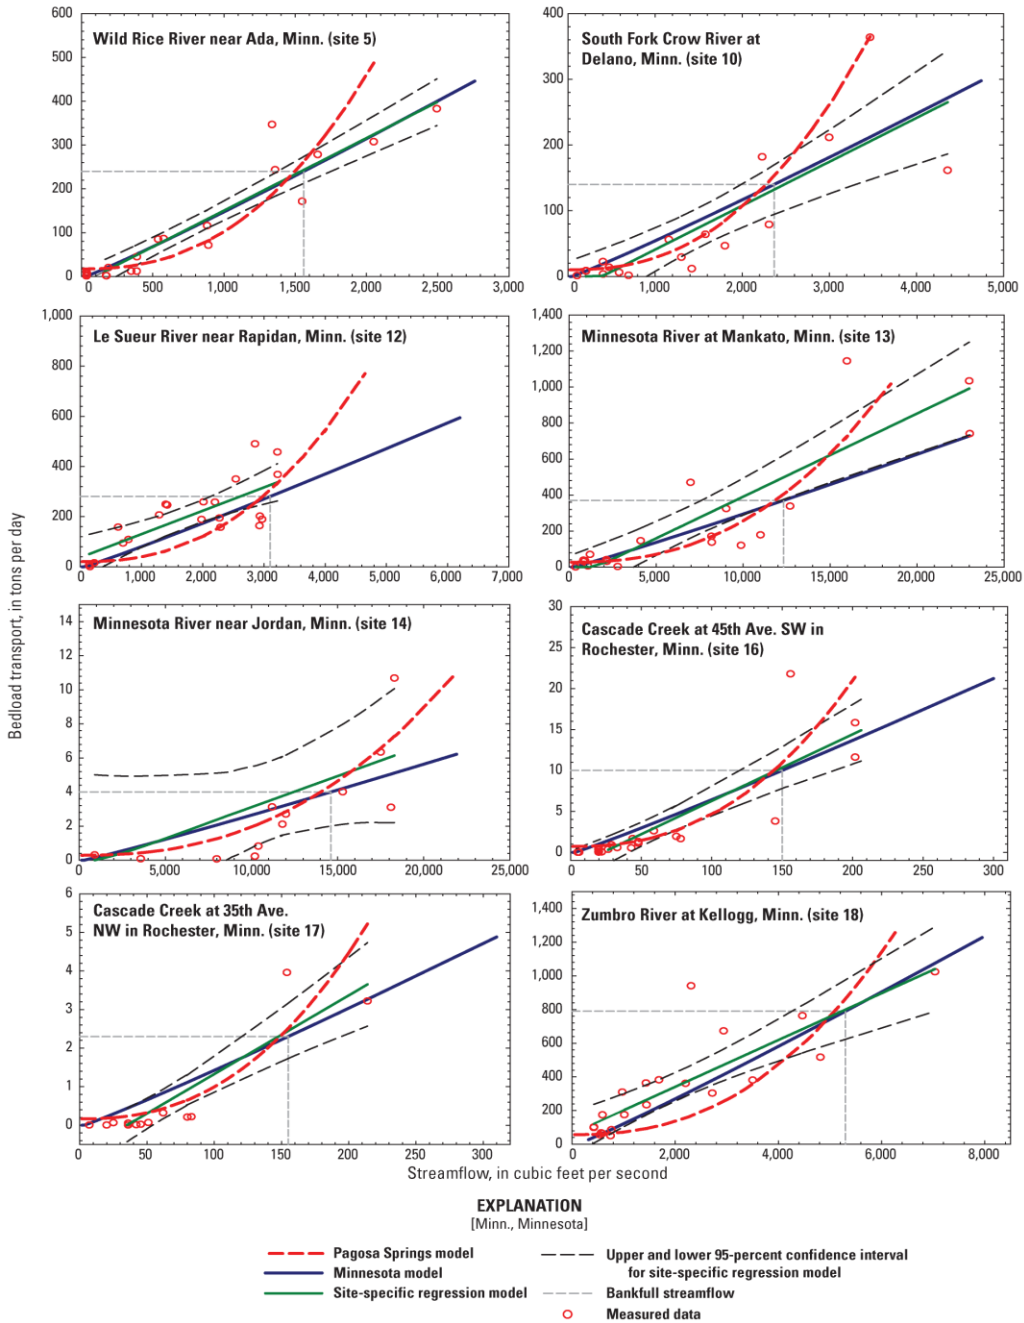 Bedload transport, in tons per day
Wild Rice River near Ada, Minn. (site 5)
600
500
400
300
200
100
0
0 500 1,000 1,500 2,000 2,500 3,000
South Fork Crow River at
Delano, Minn. (site 10)
400
300
200
100
0
0 1,000 2,000 3,000 4,000 5,000
Le Sueur River near Rapidan, Minn. (site 12)
1,000
800
600
400
200
0
0 1,000 2,000 3,000 4,000 5,000 6,000 7,000
Minnesota River at Mankato, Minn. (site 13)
1,400
1,200
1,000
800
600
400
200
0
0 5,000 10,000 15,000 20,000 25,000
Minnesota River near Jordan, Minn. (site 14)
14
12
10
8
6
4
2
0
0 5,000 10,000 15,000 20,000 25,000
Cascade Creek at 45th Ave. SW in
Rochester, Minn. (site 16)
30
25
20
15
10
5
0
0 50 100 150 200 250 300
Cascade Creek at 35th Ave.
NW in Rochester, Minn. (site 17)
6
5
4
3
2
1
0
0 50 100 150 200 250 300
Zumbro River at Kellogg, Minn. (site 18)
1,400
1,200
1,000
800
600
400
200
0
0 2,000 4,000 6,000 8,000
Streamflow, in cubic feet per second
EXPLANATION
[Minn., Minnesota]
Pagosa Springs model
Minnesota model
Site-specific regression model
Upper and lower 95-percent confidence interval
for site-specific regression model
Bankfull streamflow
Measured data